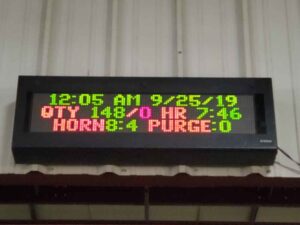 12:05 AM 9/25/19
QTY 148/0 HR 7:46
HORN8:4 PURGE:0